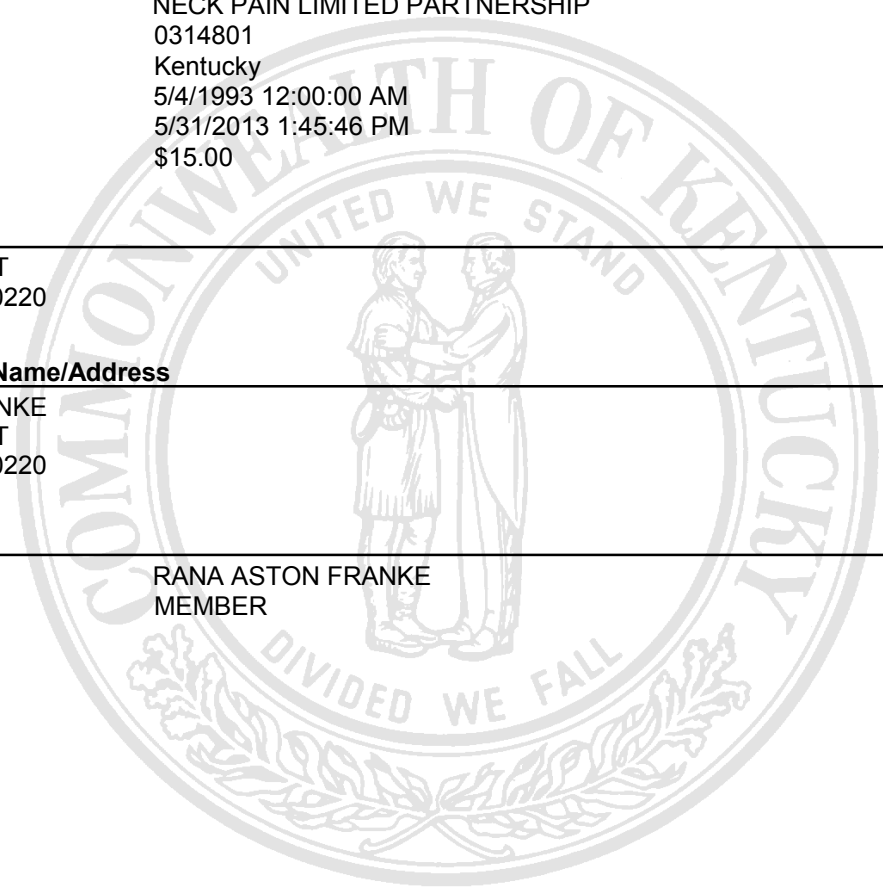 NECK PAIN LIMITED PARTNERSHIP
0314801
Kentucky
5/4/1993 12:00:00 AM
5/31/2013 1:45:46 PM
$15.00
T
0220
Name/Address
NKE
T
0220
RANA ASTON FRANKE
MEMBER
COMMONWEALTH OF KENTUCKY
UNITED WE STAND
DIVIDED WE FALL